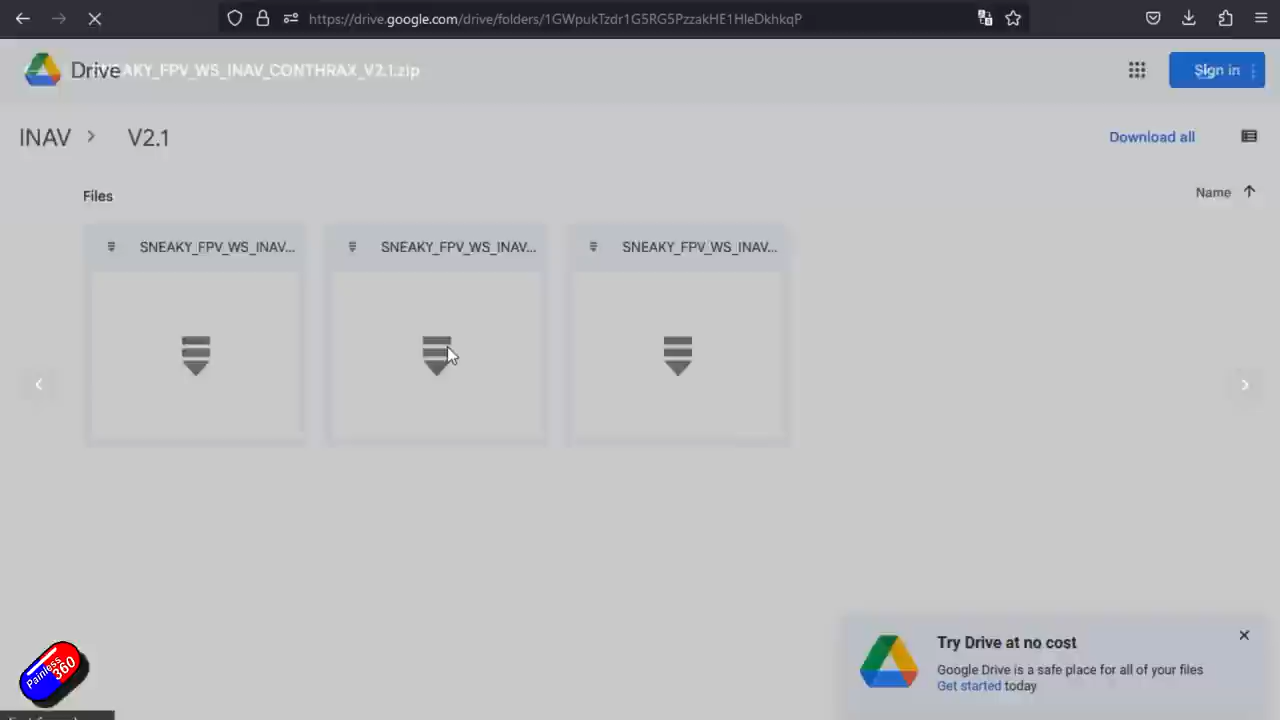 https://drive.google.com/drive/folders/1GWpukTzdr1G5RG5PzzakHE1HleDkhkqP
Drive
AKY_FPV_WS_INAV_CONTHRAX_V2.1.zip
Sign in
INAV
V2.1
Download all
Files
Name
SNEAKY_FPV_WS_INAV...
SNEAKY_FPV_WS_INAV...
SNEAKY_FPV_WS_INAV...
Try Drive at no cost
Google Drive is a safe place for all of your files
Get started today
Painless
360